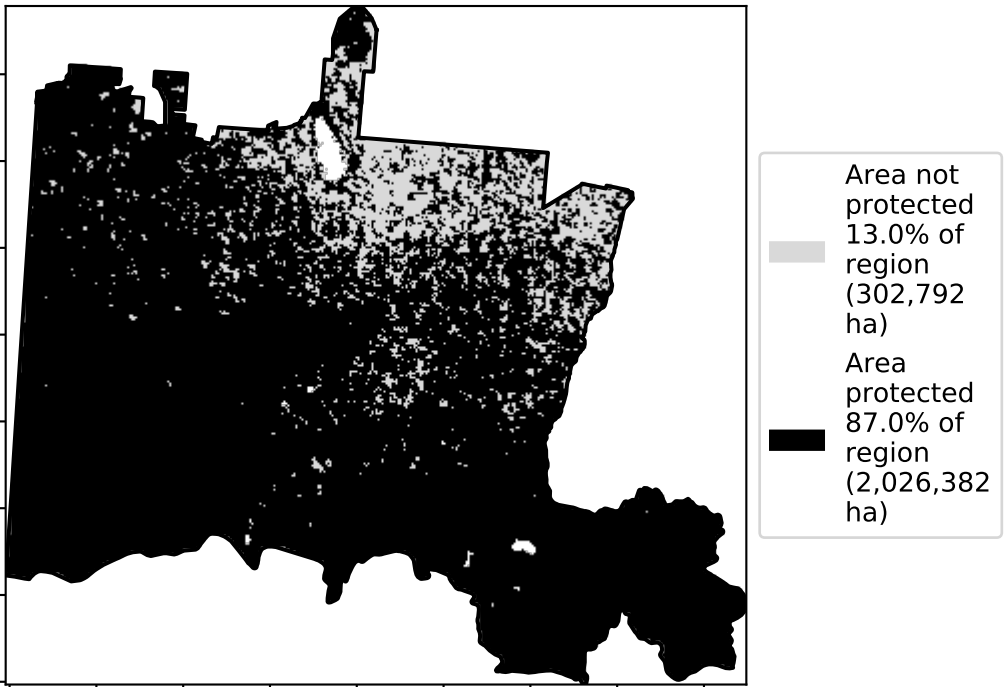 Area not
protected
13.0% of
region
(302,792
ha)
Area
protected
87.0% of
region
(2,026,382
ha)